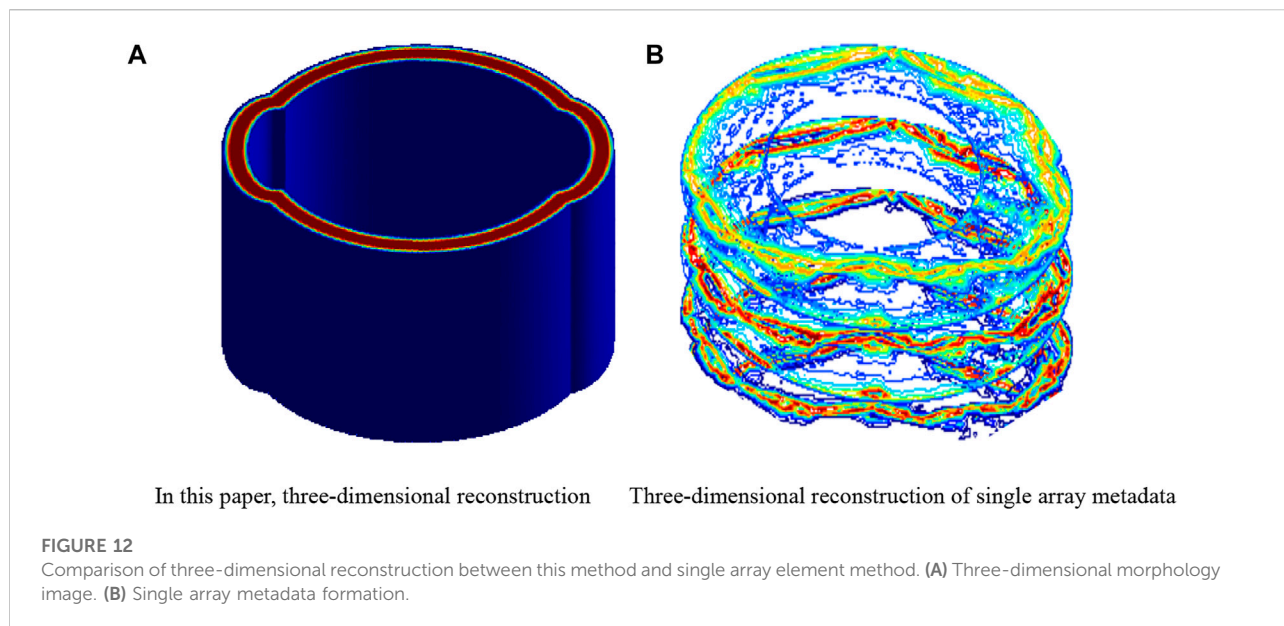 A
B
In this paper, three-dimensional reconstruction
Three-dimensional reconstruction of single array metadata
FIGURE 12
Comparison of three-dimensional reconstruction between this method and single array element method. (A) Three-dimensional morphology
image. (B) Single array metadata formation.